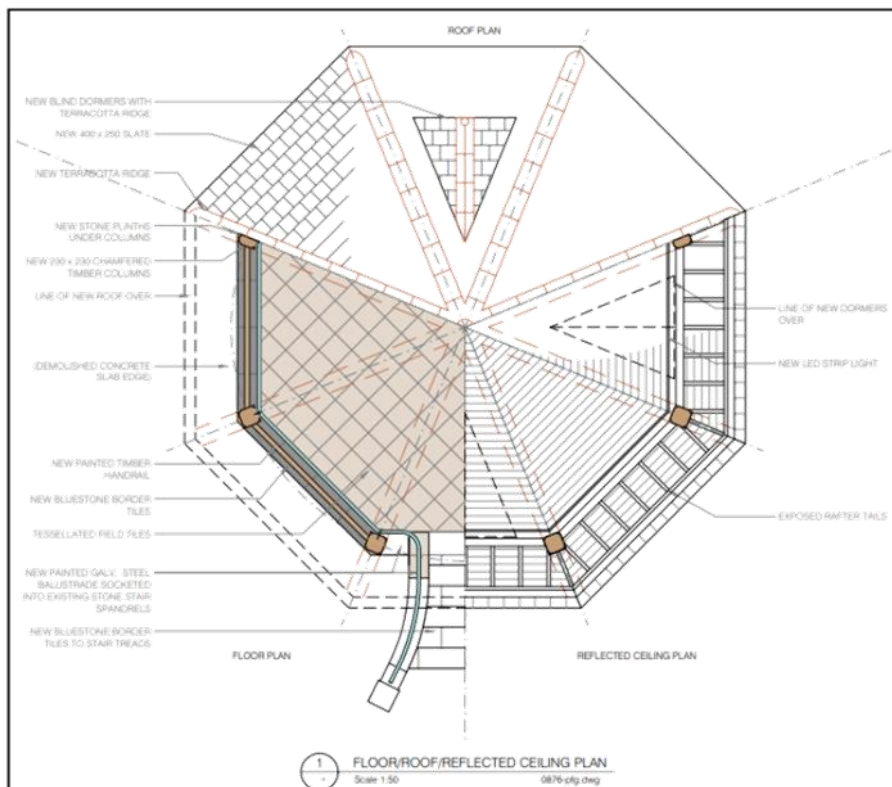 ROOF PLAN
NEW BLIND DORMERS WITH
TERRACOTTA RIDGE
NEW 400 x 250 SLATE
NEW TERRACOTTA RIDGE
NEW STONE PLINTHS
UNDER COLUMNS
NEW 230 x 230 CHAMFERED
TIMBER COLUMNS
LINE OF NEW ROOF OVER
(DEMOLISHED CONCRETE
SLAB EDGE)
NEW PAINTED TIMBER
HANDRAIL
NEW BLUESTONE BORDER
TILES
TESSELLATED FIELD TILES
NEW PAINTED GALV. STEEL
BALUSTRADE SOCKETED
INTO EXISTING STONE STAIR
SPANDRELS
NEW BLUESTONE BORDER
TILES TO STAIR TREADS
LINE OF NEW DORMERS
OVER
NEW LED STRIP LIGHT
EXPOSED RAFTER TAILS
FLOOR PLAN
REFLECTED CEILING PLAN
1
-
FLOOR/ROOF/REFLECTED CEILING PLAN
Scale 1:50
0876-pfg.dwg